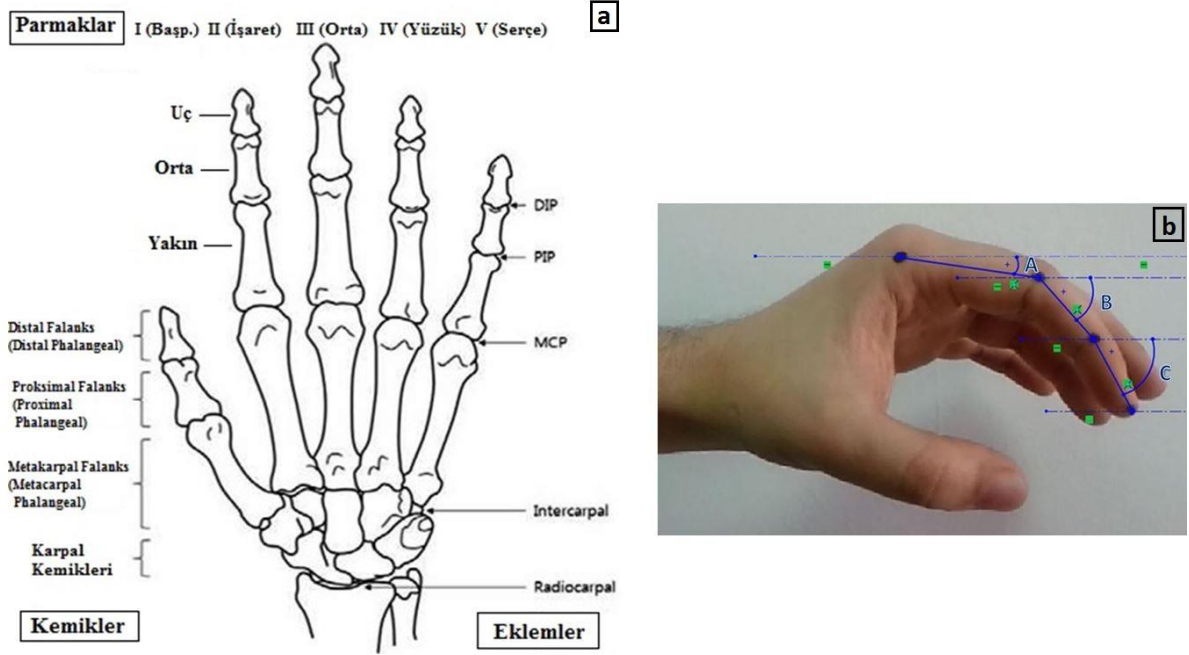 Parmaklar
I (Başp.) II (İşaret) III (Orta) IV (Yüzük) V (Serçe)
a
Uç
Orta
Yakın
DIP
PIP
MCP
Distal Falanks
(Distal Phalangeal)
Proksimal Falanks
(Proximal
Phalangeal)
Metakarpal Falanks
(Metacarpal
Phalangeal)
Karpal
Kemikleri
Intercarpal
Radiocarpal
Kemikler
Eklemler
b
A
B
C